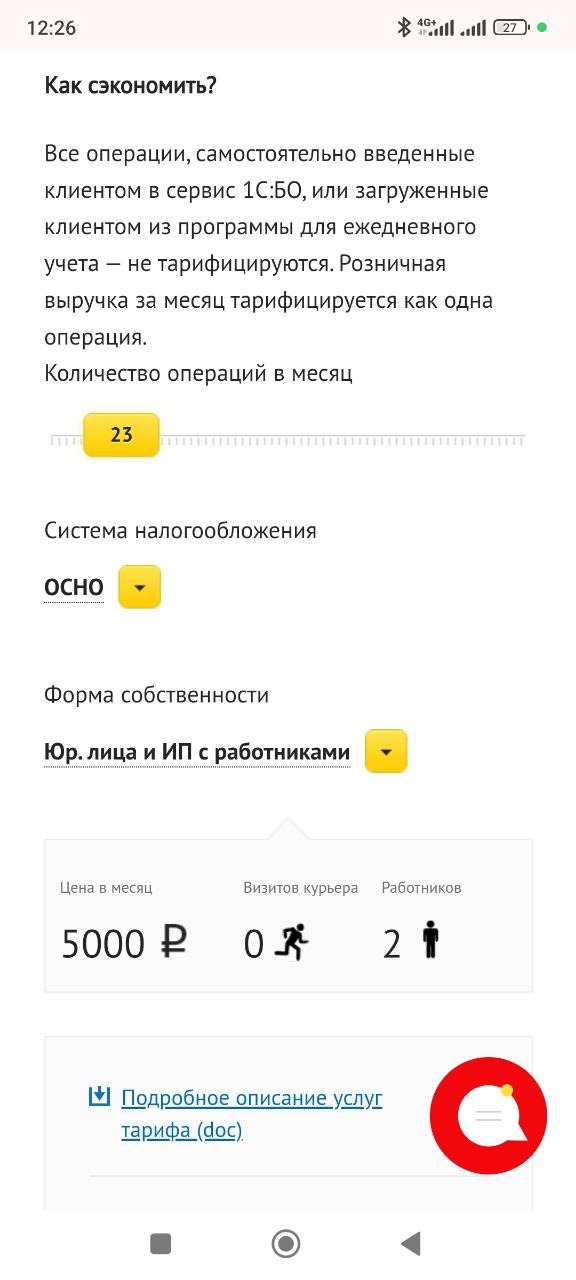 12:26
4G+
27
Как сэкономить?
Все операции, самостоятельно введенные
клиентом в сервис 1С:БО, или загруженные
клиентом из программы для ежедневного
учета — не тарифицируются. Розничная
выручка за месяц тарифицируется как одна
операция.
Количество операций в месяц
23
Система налогообложения
ОСНО
Форма собственности
Юр. лица и ИП с работниками
Цена в месяц Визитов курьера Работников
5000 ₽ 0 2
Подробное описание услуг
тарифа (doc)